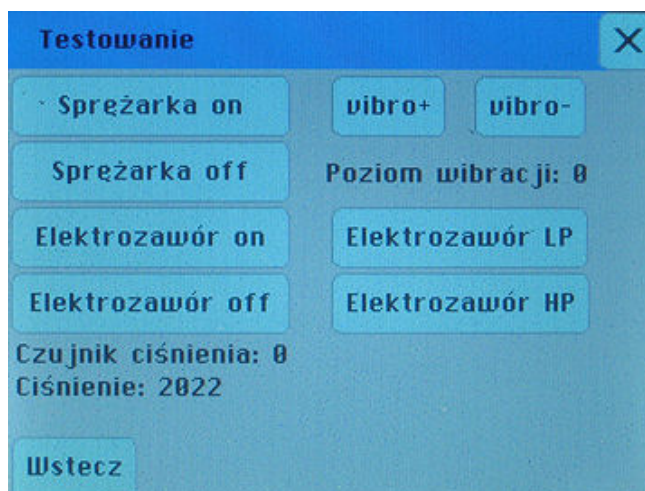 Testowanie
Sprężarka on
vibro+ vibro-
Sprężarka off
Poziom wibracji: 0
Elektrozawór on
Elektrozawór LP
Elektrozawór off
Elektrozawór HP
Czujnik ciśnienia: 0
Ciśnienie: 2022
Wstecz